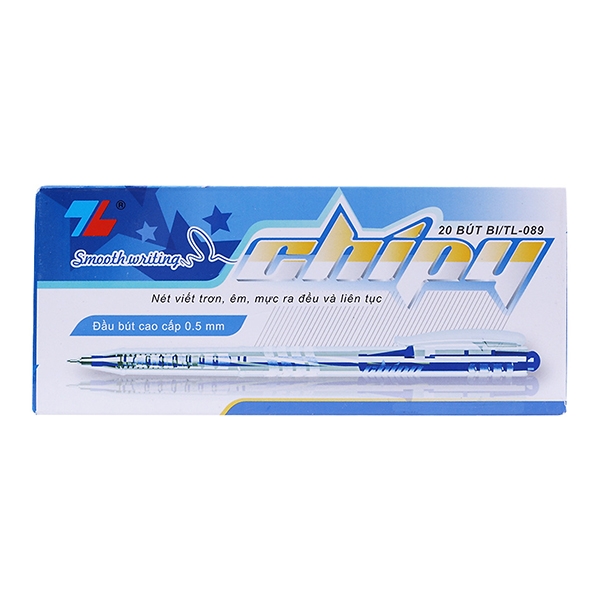 TL®
Smooth writing
chípy
20 BÚT BI/TL-089
Nét viết trơn, êm, mực ra đều và liên tục
Đầu bút cao cấp 0.5 mm